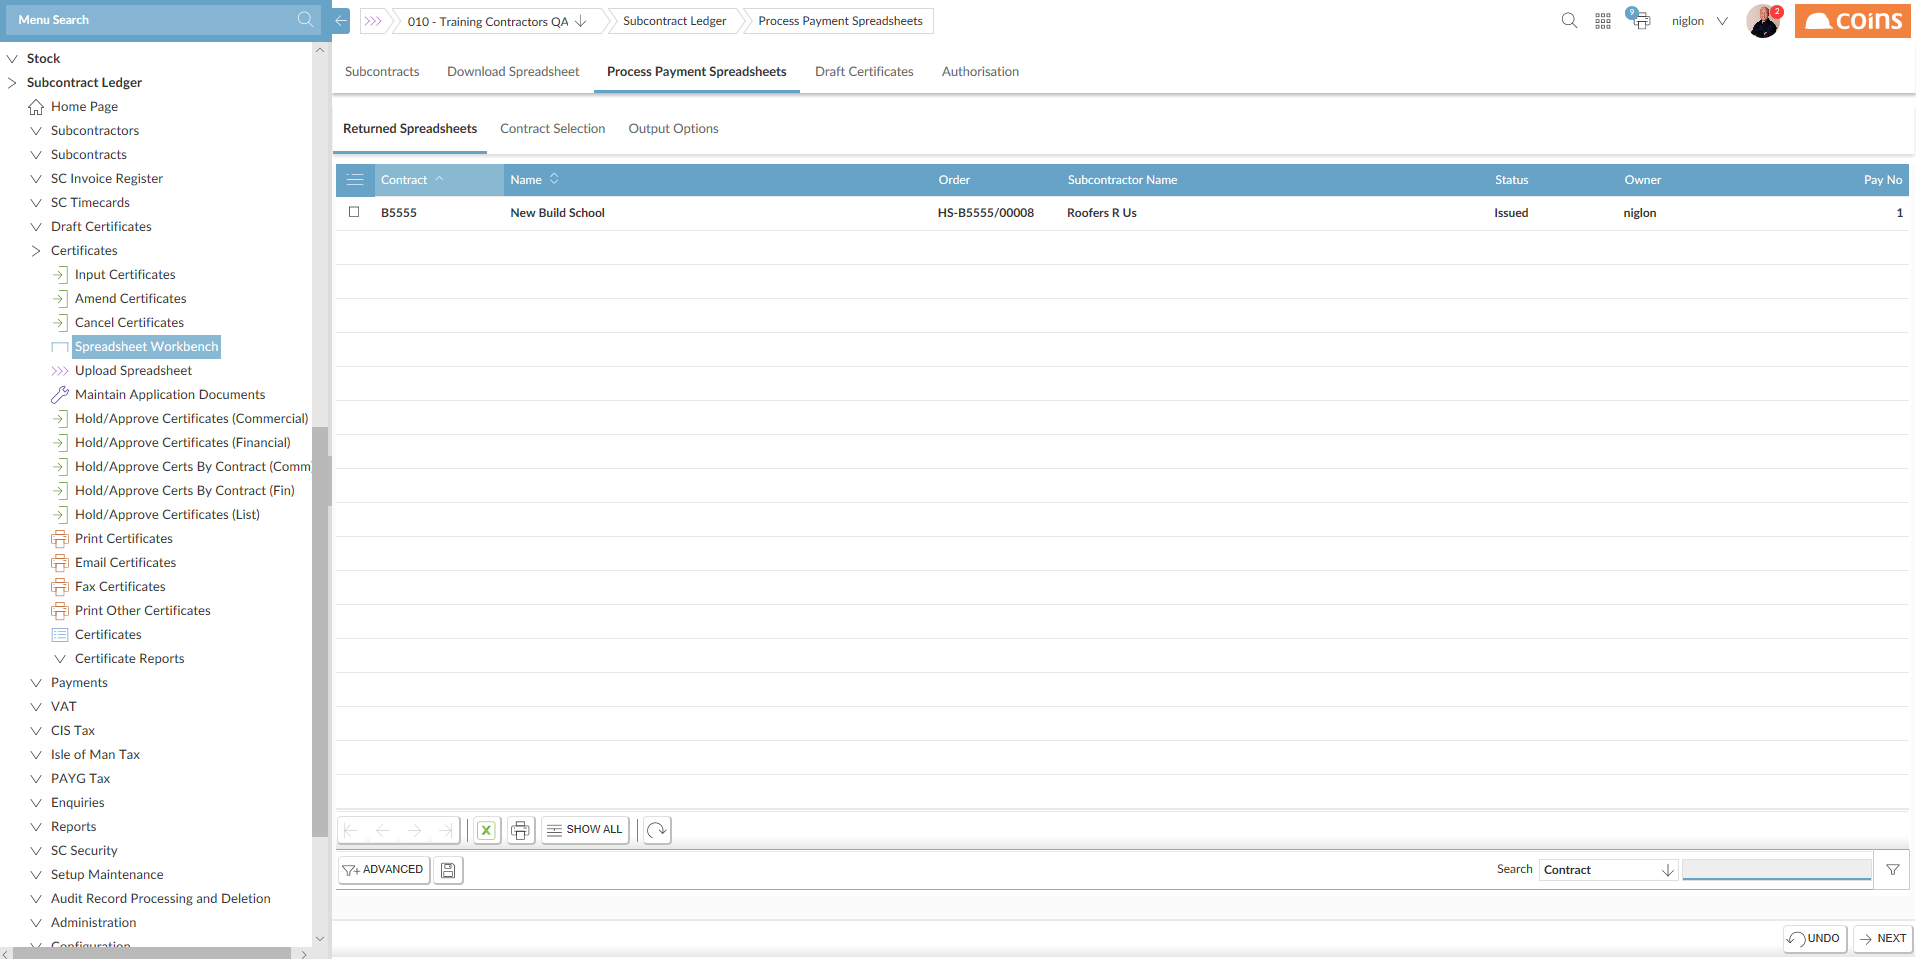 Menu Search
010 - Training Contractors QA
Subcontract Ledger
Process Payment Spreadsheets
9
niglon
2
coins
Stock
Subcontract Ledger
Home Page
Subcontractors
Subcontracts
SC Invoice Register
SC Timecards
Draft Certificates
Certificates
Input Certificates
Amend Certificates
Cancel Certificates
Spreadsheet Workbench
Upload Spreadsheet
Maintain Application Documents
Hold/Approve Certificates (Commercial)
Hold/Approve Certificates (Financial)
Hold/Approve Certs By Contract (Comm
Hold/Approve Certs By Contract (Fin)
Hold/Approve Certificates (List)
Print Certificates
Email Certificates
Fax Certificates
Print Other Certificates
Certificates
Certificate Reports
Payments
VAT
CIS Tax
Isle of Man Tax
PAYG Tax
Enquiries
Reports
SC Security
Setup Maintenance
Audit Record Processing and Deletion
Administration
Configuration
Subcontracts Download Spreadsheet Process Payment Spreadsheets Draft Certificates Authorisation
Returned Spreadsheets Contract Selection Output Options
Contract Name Order Subcontractor Name Status Owner Pay No
B5555 New Build School HS-B5555/00008 Roofers R Us Issued niglon 1
SHOW ALL
ADVANCED
Search Contract
UNDO NEXT